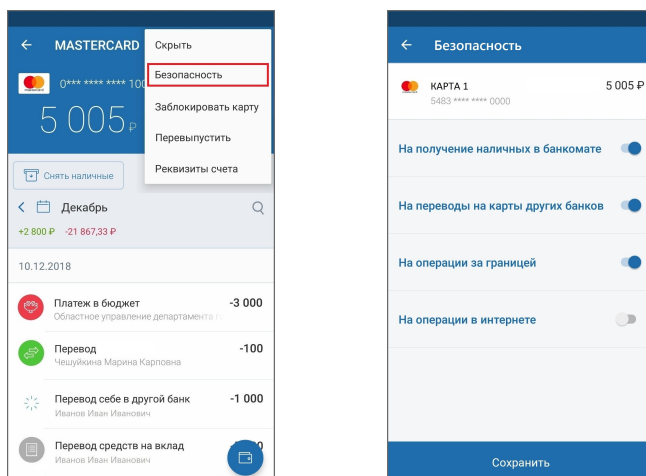 MASTERCARD
Скрыть
Безопасность
Заблокировать карту
Перевыпустить
Реквизиты счета
0*** **** **** 100
5 005 ₽
Снять наличные
Декабрь
+2 800 ₽ -21 867,33 ₽
10.12.2018
Платеж в бюджет -3 000
Областное управление департамента
Перевод -100
Чешуйкина Марина Карповна
Перевод себе в другой банк -1 000
Иванов Иван Иванович
Перевод средств на вклад
Иванов Иван Иванович
Безопасность
КАРТА 1 5 005 ₽
5483 **** **** 0000
На получение наличных в банкомате
На переводы на карты других банков
На операции за границей
На операции в интернете
Сохранить